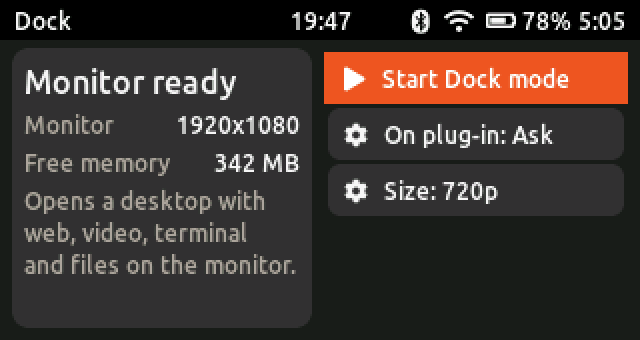 Dock 19:47 78% 5:05
Monitor ready
Monitor 1920x1080
Free memory 342 MB
Opens a desktop with
web, video, terminal
and files on the monitor.
Start Dock mode
On plug-in: Ask
Size: 720p